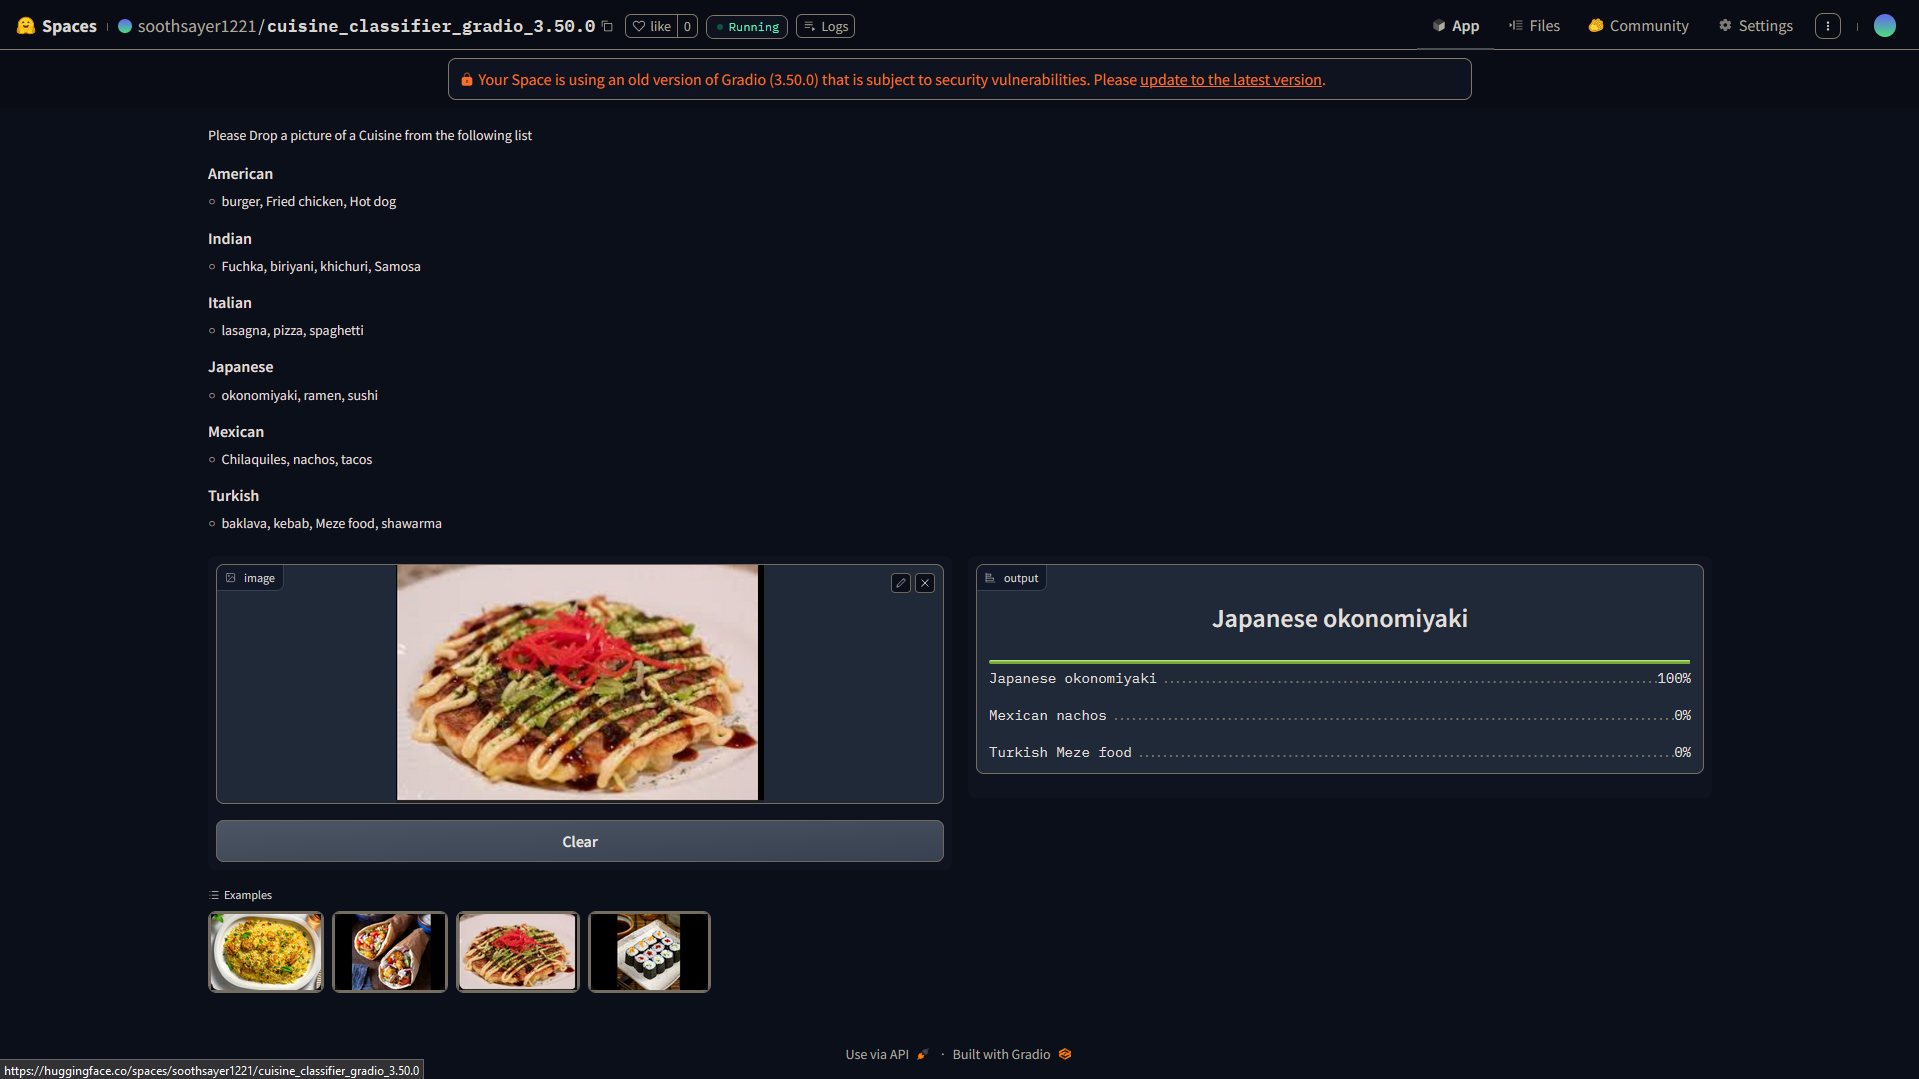 Spaces soothsayer1221/cuisine_classifier_gradio_3.50.0 like 0 Running Logs App Files Community Settings
Your Space is using an old version of Gradio (3.50.0) that is subject to security vulnerabilities. Please update to the latest version.
Please Drop a picture of a Cuisine from the following list
American
burger, Fried chicken, Hot dog
Indian
Fuchka, biriyani, khichuri, Samosa
Italian
lasagna, pizza, spaghetti
Japanese
okonomiyaki, ramen, sushi
Mexican
Chilaquiles, nachos, tacos
Turkish
baklava, kebab, Meze food, shawarma
image
output
Japanese okonomiyaki
Japanese okonomiyaki 100%
Mexican nachos 0%
Turkish Meze food 0%
Clear
Examples
Use via API · Built with Gradio
https://huggingface.co/spaces/soothsayer1221/cuisine_classifier_gradio_3.50.0